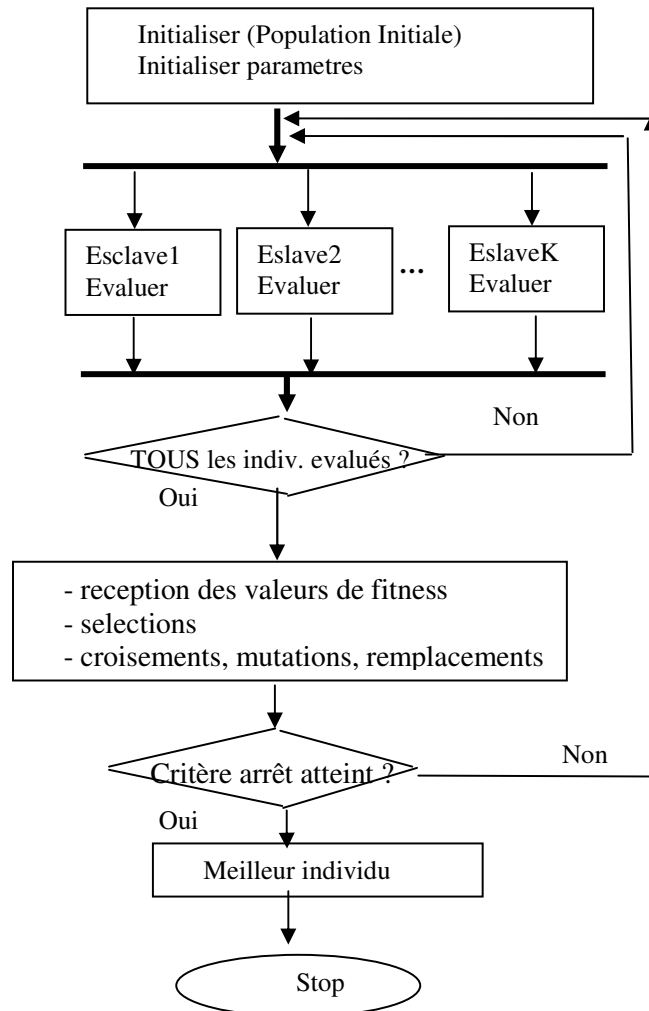 Initialiser (Population Initiale)
Initialiser parametres
Esclave1
Evaluer
Eslave2
Evaluer
...
EslaveK
Evaluer
Non
TOUS les indiv. evalués ?
Oui
- reception des valeurs de fitness
- selections
- croisements, mutations, remplacements
Non
Critère arrêt atteint ?
Oui
Meilleur individu
Stop